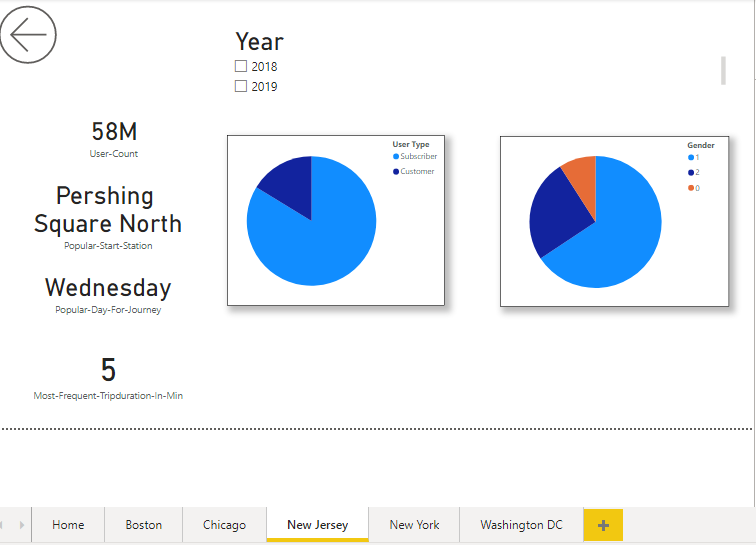 Year
2018
2019
58M
User-Count
Pershing
Square North
Popular-Start-Station
Wednesday
Popular-Day-For-Journey
5
Most-Frequent-Tripduration-In-Min
User Type
Subscriber
Customer
Gender
1
2
0
Home
Boston
Chicago
New Jersey
New York
Washington DC
+